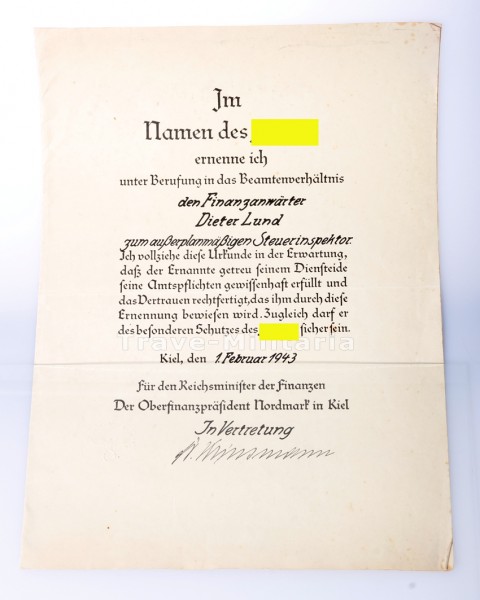 Im
Namen des
ernenne ich
unter Berufung in das Beamtenverhältnis
den Finanzanwärter
Dieter Lund
zum außerplanmäßigen Steuerinspektor.
Ich vollziehe diese Urkunde in der Erwartung,
daß der Ernannte getreu seinem Diensteide
seine Amtspflichten gewissenhaft erfüllt und
das Vertrauen rechtfertigt, das ihm durch diese
Ernennung bewiesen wird. Zugleich darf er
des besonderen Schutzes des sicher sein.
Trave-Militaria
Kiel, den 1. Februar 1943
Für den Reichsminister der Finanzen
Der Oberfinanzpräsident Nordmark in Kiel
In Vertretung